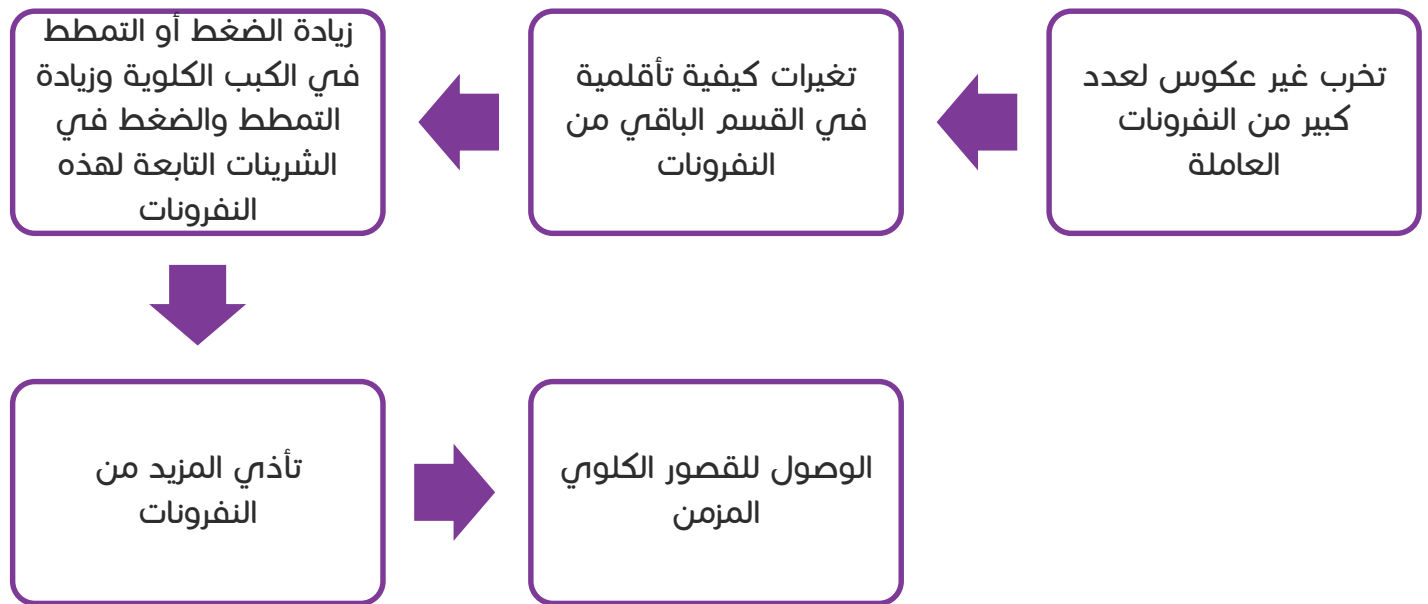 تخرب غير عكوس لعدد
كبير من النفرونات
العاملة
تغيرات كيفية تأقلمية
في القسم الباقي من
النفرونات
زيادة الضغط أو التمطط
في الكبب الكلوية وزيادة
التمطط والضغط في
الشرينات التابعة لهذه
النفرونات
تأذي المزيد من
النفرونات
الوصول للقصور الكلوي
المزمن